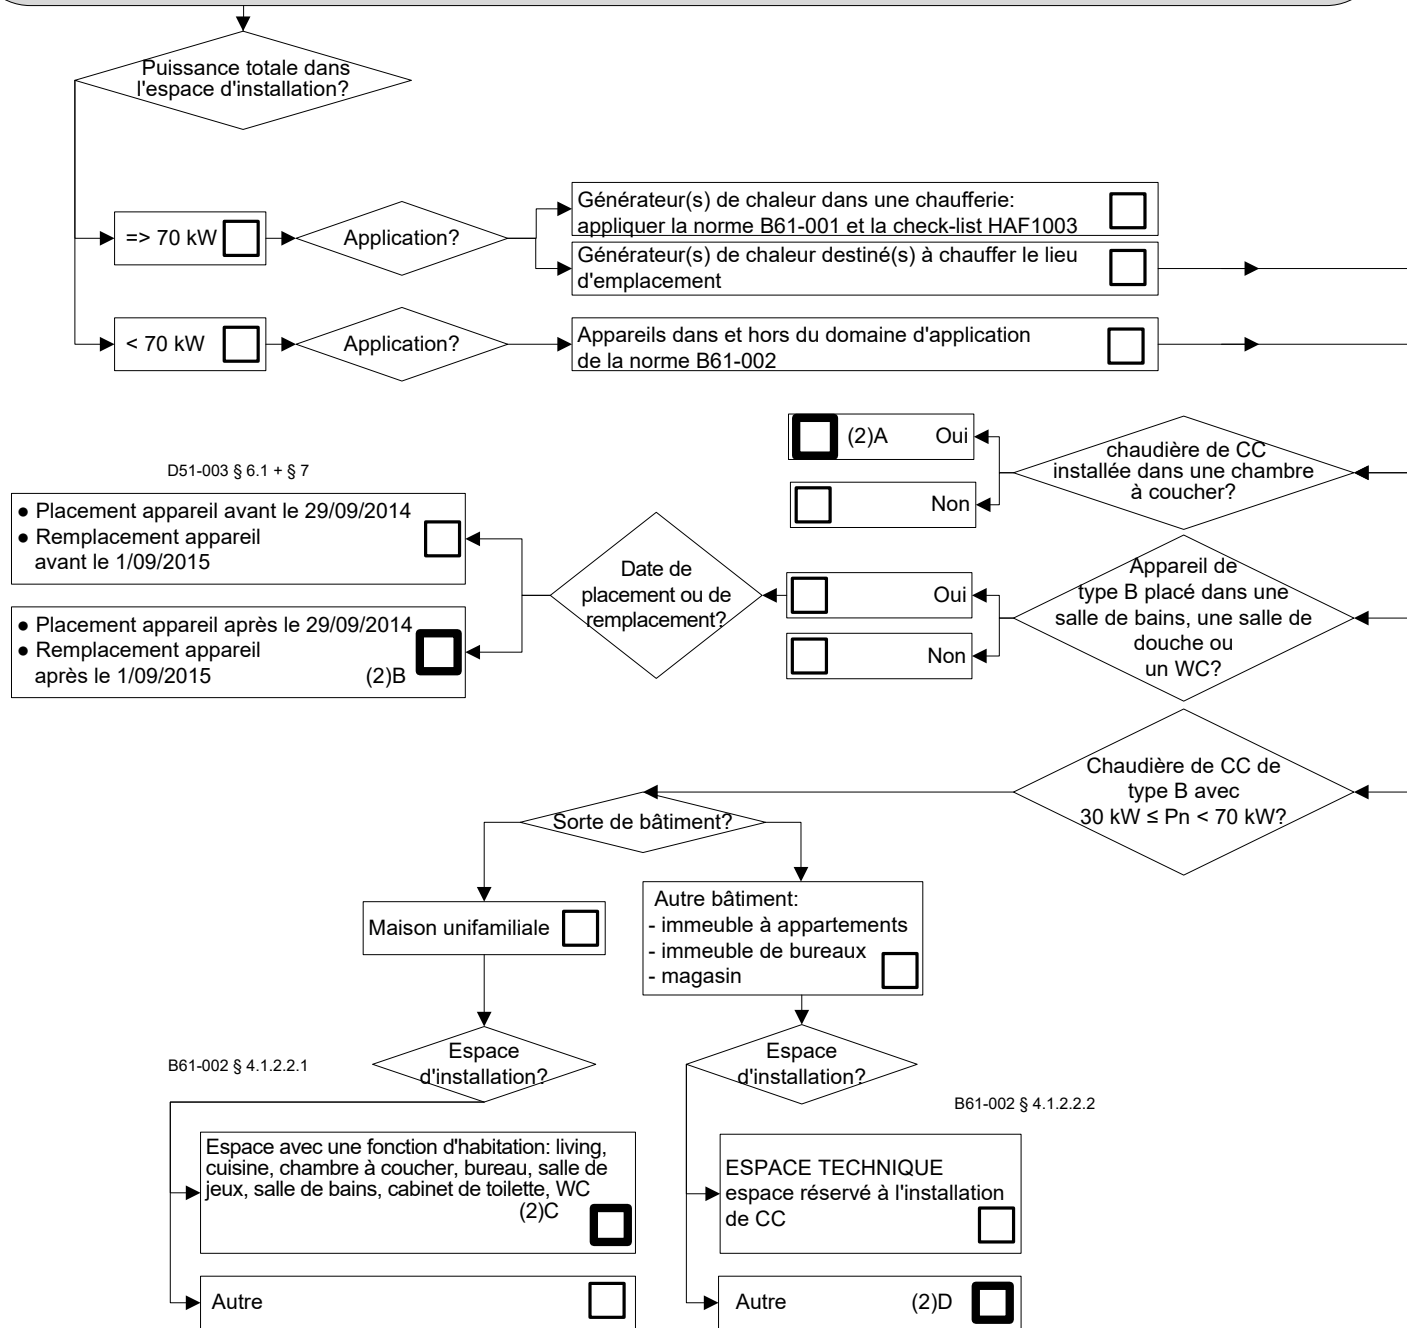 Puissance totale dans
l'espace d'installation?
=> 70 kW
Application?
Générateur(s) de chaleur dans une chaufferie:
appliquer la norme B61-001 et la check-list HAF1003
Générateur(s) de chaleur destiné(s) à chauffer le lieu
d'emplacement
< 70 kW
Application?
Appareils dans et hors du domaine d'application
de la norme B61-002
(2)A Oui
Non
chaudière de CC
installée dans une chambre
à coucher?
D51-003 § 6.1 + § 7
● Placement appareil avant le 29/09/2014
● Remplacement appareil
avant le 1/09/2015
● Placement appareil après le 29/09/2014
● Remplacement appareil
après le 1/09/2015 (2)B
Date de
placement ou de
remplacement?
Oui
Non
Appareil de
type B placé dans une
salle de bains, une salle de
douche ou
un WC?
Chaudière de CC de
type B avec
30 kW ≤ Pn < 70 kW?
Sorte de bâtiment?
Maison unifamiliale
Autre bâtiment:
- immeuble à appartements
- immeuble de bureaux
- magasin
B61-002 § 4.1.2.2.1
Espace
d'installation?
Espace
d'installation?
B61-002 § 4.1.2.2.2
Espace avec une fonction d'habitation: living,
cuisine, chambre à coucher, bureau, salle de
jeux, salle de bains, cabinet de toilette, WC
(2)C
Autre
ESPACE TECHNIQUE
espace réservé à l'installation
de CC
Autre (2)D